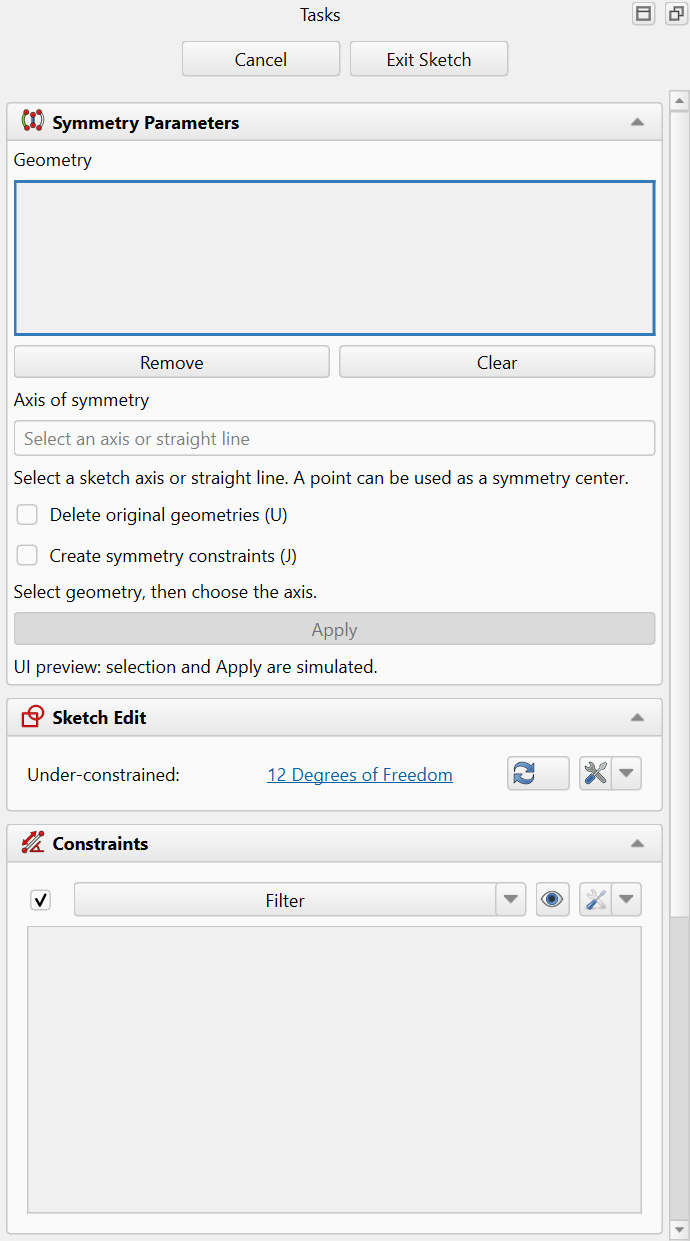 Tasks
Cancel
Exit Sketch
Symmetry Parameters
Geometry
Remove
Clear
Axis of symmetry
Select an axis or straight line
Select a sketch axis or straight line. A point can be used as a symmetry center.
Delete original geometries (U)
Create symmetry constraints (J)
Select geometry, then choose the axis.
Apply
UI preview: selection and Apply are simulated.
Sketch Edit
Under-constrained:
12 Degrees of Freedom
Constraints
Filter